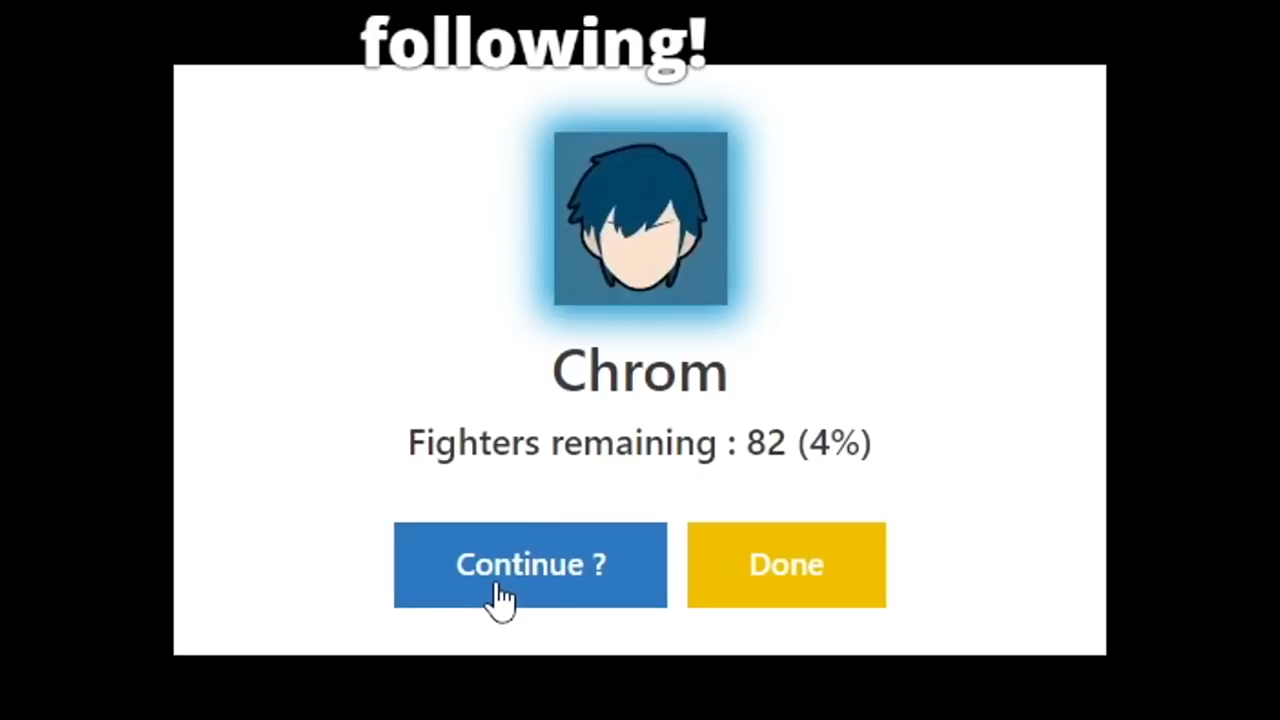 following!
Chrom
Fighters remaining : 82 (4%)
Continue ?
Done